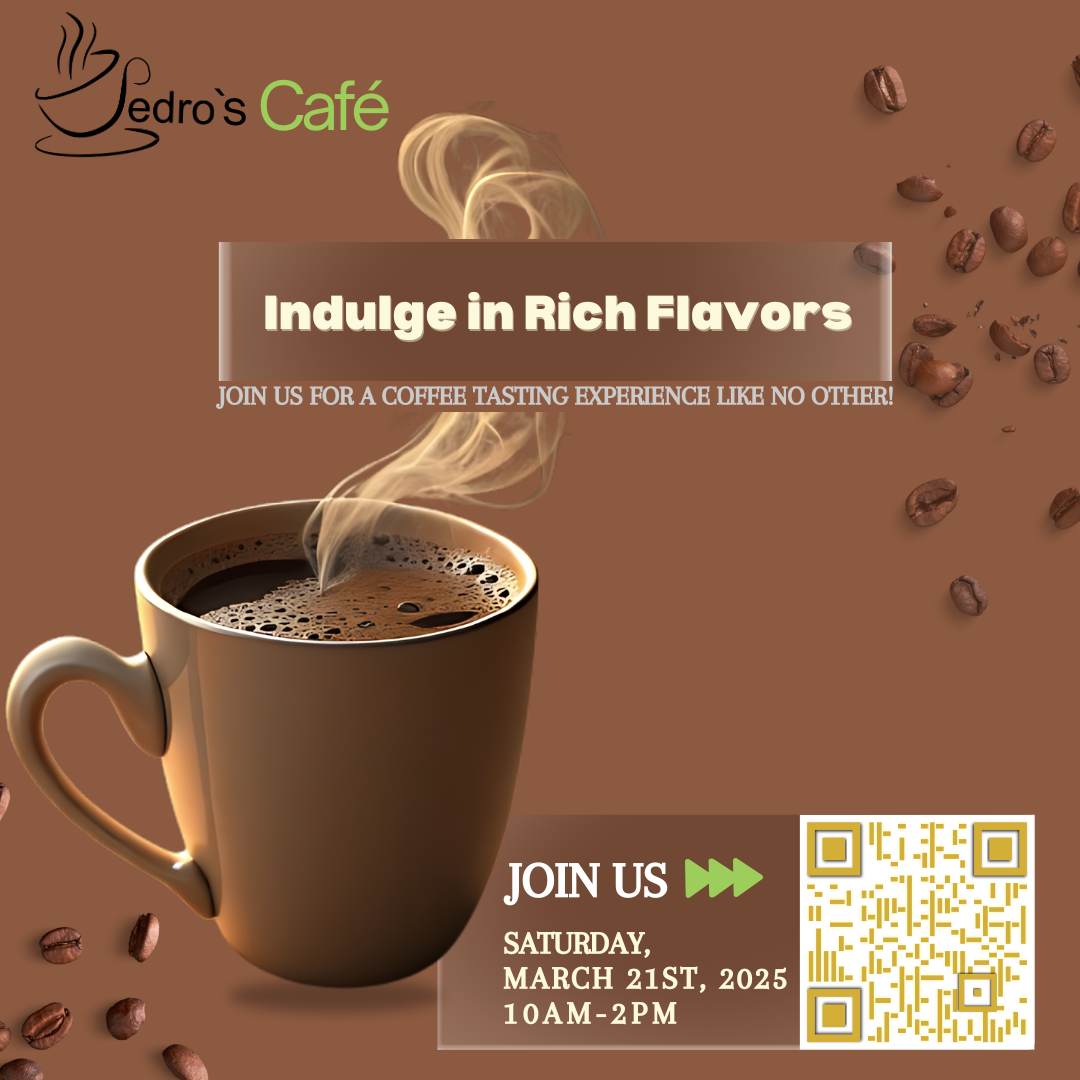 Pedro`s Café
Indulge in Rich Flavors
JOIN US FOR A COFFEE TASTING EXPERIENCE LIKE NO OTHER!
JOIN US
SATURDAY,
MARCH 21ST, 2025
10AM-2PM